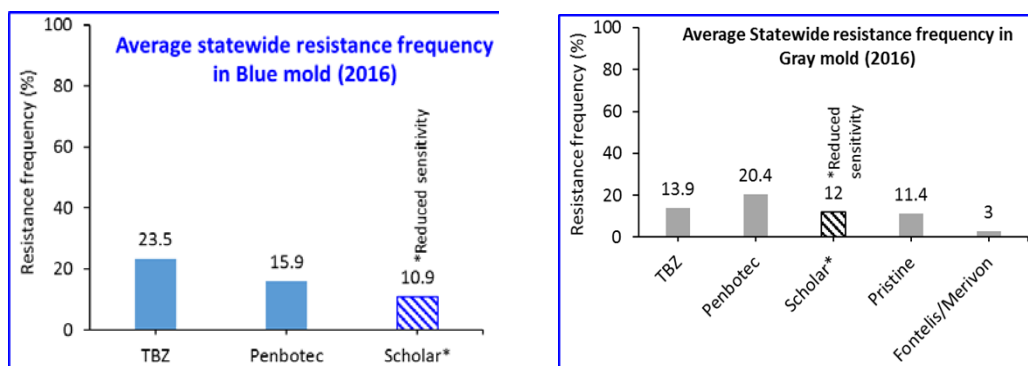 Average statewide resistance frequency
in Blue mold (2016)
Resistance frequency (%)
100
80
60
40
20
0
23.5
15.9
10.9
*Reduced sensitivity
TBZ
Penbotec
Scholar*
Average Statewide resistance frequency in
Gray mold (2016)
Resistance frequency (%)
100
80
60
40
20
0
13.9
20.4
12
11.4
3
*Reduced
sensitivity
TBZ
Penbotec
Scholar*
Pristine
Fontelis/Merivon